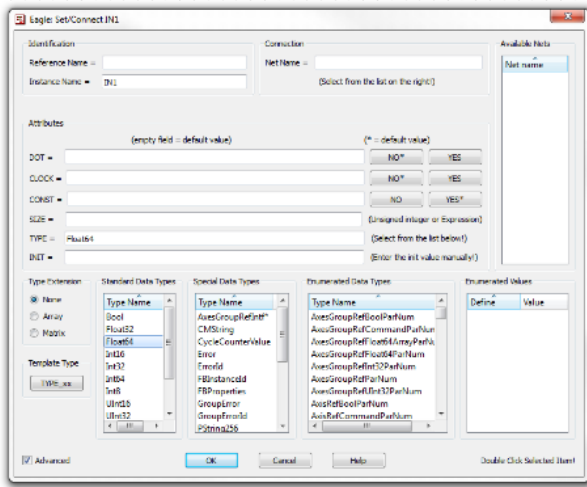 Eagle: Set/Connect IN1
Identification
Reference Name =
Instance Name = IN1
Connection
Net Name =
(Select from the list on the right!)
Available Nets
Net name
Attributes
(empty field = default value) (* = default value)
DOT = NO* YES
CLOCK = NO* YES
CONST = NO YES*
SIZE = (Unsigned integer or Expression)
TYPE = Float64 (Select from the list below!)
INIT = (Enter the init value manually!)
Type Extension
None
Array
Matrix
Template Type
TYPE_xx
Standard Data Types
Type Name
Bool
Float32
Float64
Int16
Int32
Int64
Int8
UInt16
UInt32
Special Data Types
Type Name
AxesGroupRefInt*
CMString
CycleCounterValue
Error
ErrorId
FBInstanceId
FBProperties
GroupError
GroupErrorId
PString256
Enumerated Data Types
Type Name
AxesGroupRefBoolParNum
AxesGroupRefCommandParNum
AxesGroupRefFloat64ArrayParNu
AxesGroupRefFloat64ParNum
AxesGroupRefInt32ParNum
AxesGroupRefParNum
AxesGroupRefUInt32ParNum
AxisRefBoolParNum
AxisRefCommandParNum
Enumerated Values
Define Value
Advanced
OK
Cancel
Help
Double Click Selected Item!